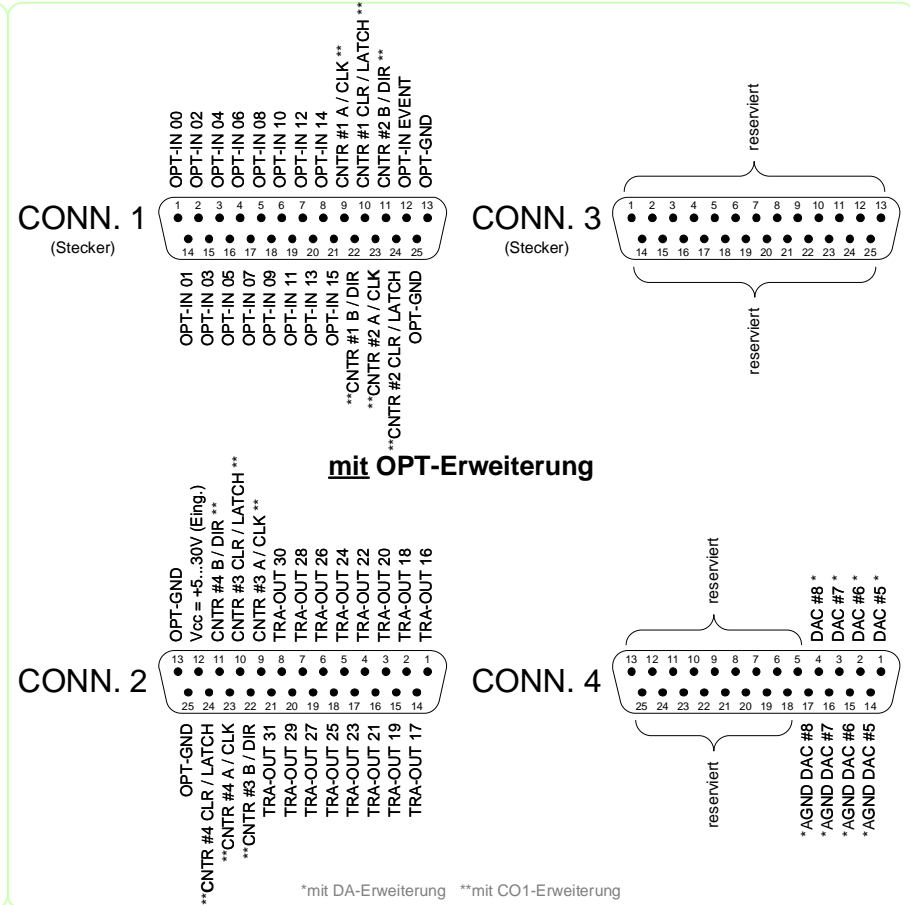 OPT-IN 00
OPT-IN 02
OPT-IN 04
OPT-IN 06
OPT-IN 08
OPT-IN 10
OPT-IN 12
OPT-IN 14
CNTR #1 A / CLK **
CNTR #1 CLR / LATCH **
CNTR #2 B / DIR **
OPT-IN EVENT
OPT-GND
CONN. 1
(Stecker)
1 2 3 4 5 6 7 8 9 10 11 12 13
14 15 16 17 18 19 20 21 22 23 24 25
OPT-IN 01
OPT-IN 03
OPT-IN 05
OPT-IN 07
OPT-IN 09
OPT-IN 11
OPT-IN 13
OPT-IN 15
**CNTR #1 B / DIR
**CNTR #2 A / CLK
**CNTR #2 CLR / LATCH
OPT-GND
reserviert
CONN. 3
(Stecker)
1 2 3 4 5 6 7 8 9 10 11 12 13
14 15 16 17 18 19 20 21 22 23 24 25
reserviert
mit OPT-Erweiterung
OPT-GND
Vcc = +5...30V (Eing.)
CNTR #4 B / DIR **
CNTR #3 CLR / LATCH **
CNTR #3 A / CLK **
TRA-OUT 30
TRA-OUT 28
TRA-OUT 26
TRA-OUT 24
TRA-OUT 22
TRA-OUT 20
TRA-OUT 18
TRA-OUT 16
CONN. 2
13 12 11 10 9 8 7 6 5 4 3 2 1
25 24 23 22 21 20 19 18 17 16 15 14
OPT-GND
**CNTR #4 CLR / LATCH
**CNTR #4 A / CLK
**CNTR #3 B / DIR
TRA-OUT 31
TRA-OUT 29
TRA-OUT 27
TRA-OUT 25
TRA-OUT 23
TRA-OUT 21
TRA-OUT 19
TRA-OUT 17
reserviert
DAC #8 *
DAC #7 *
DAC #6 *
DAC #5 *
CONN. 4
13 12 11 10 9 8 7 6 5 4 3 2 1
25 24 23 22 21 20 19 18 17 16 15 14
reserviert
*AGND DAC #8
*AGND DAC #7
*AGND DAC #6
*AGND DAC #5
*mit DA-Erweiterung **mit CO1-Erweiterung